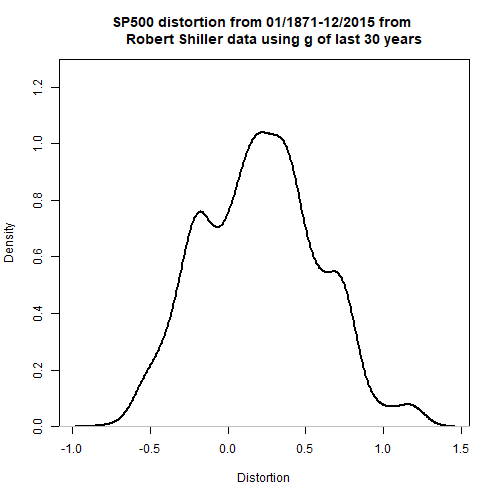 SP500 distortion from 01/1871-12/2015 from
Robert Shiller data using g of last 30 years
1.2
1.0
0.8
0.6
0.4
0.2
0.0
Density
-1.0 -0.5 0.0 0.5 1.0 1.5
Distortion